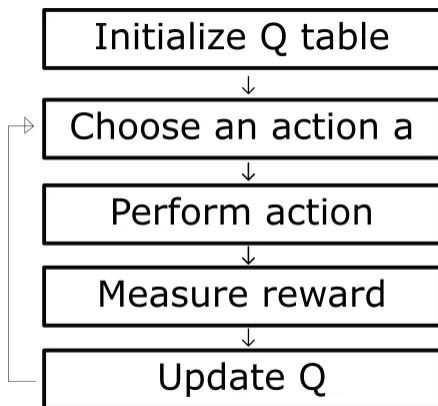 Initialize Q table
Choose an action a
Perform action
Measure reward
Update Q